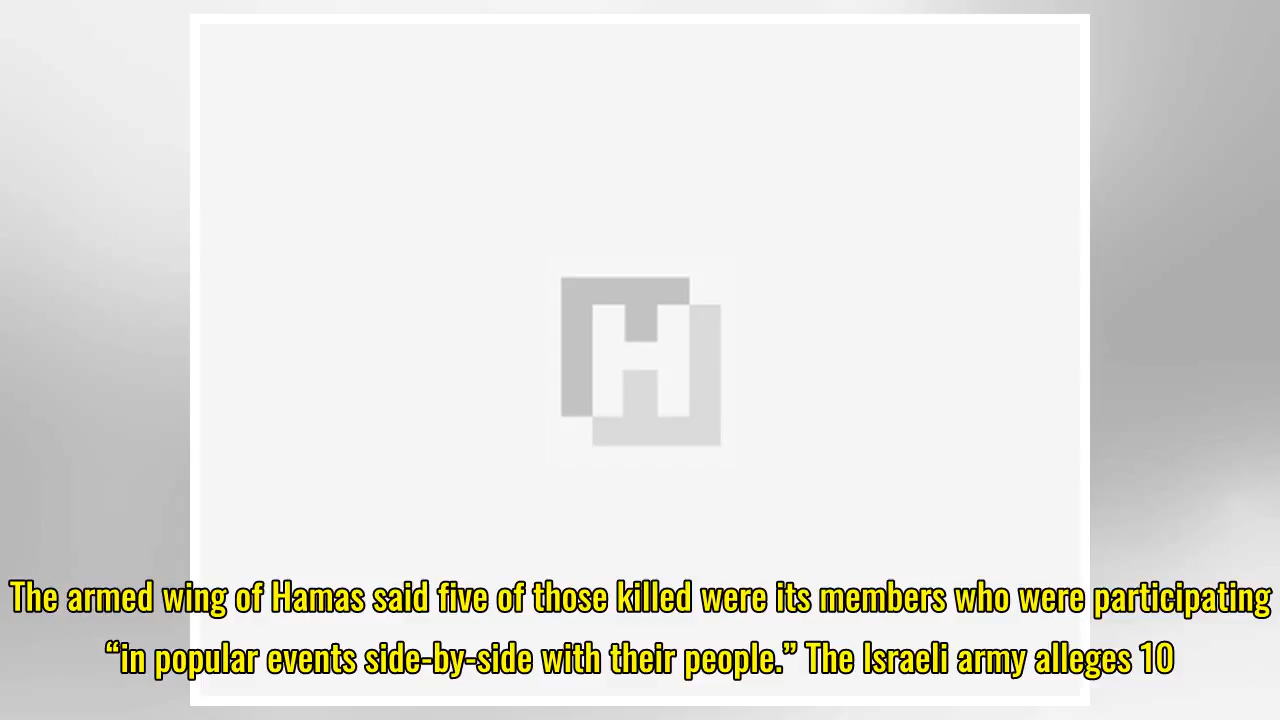 H
The armed wing of Hamas said five of those killed were its members who were participating
“in popular events side-by-side with their people.” The Israeli army alleges 10